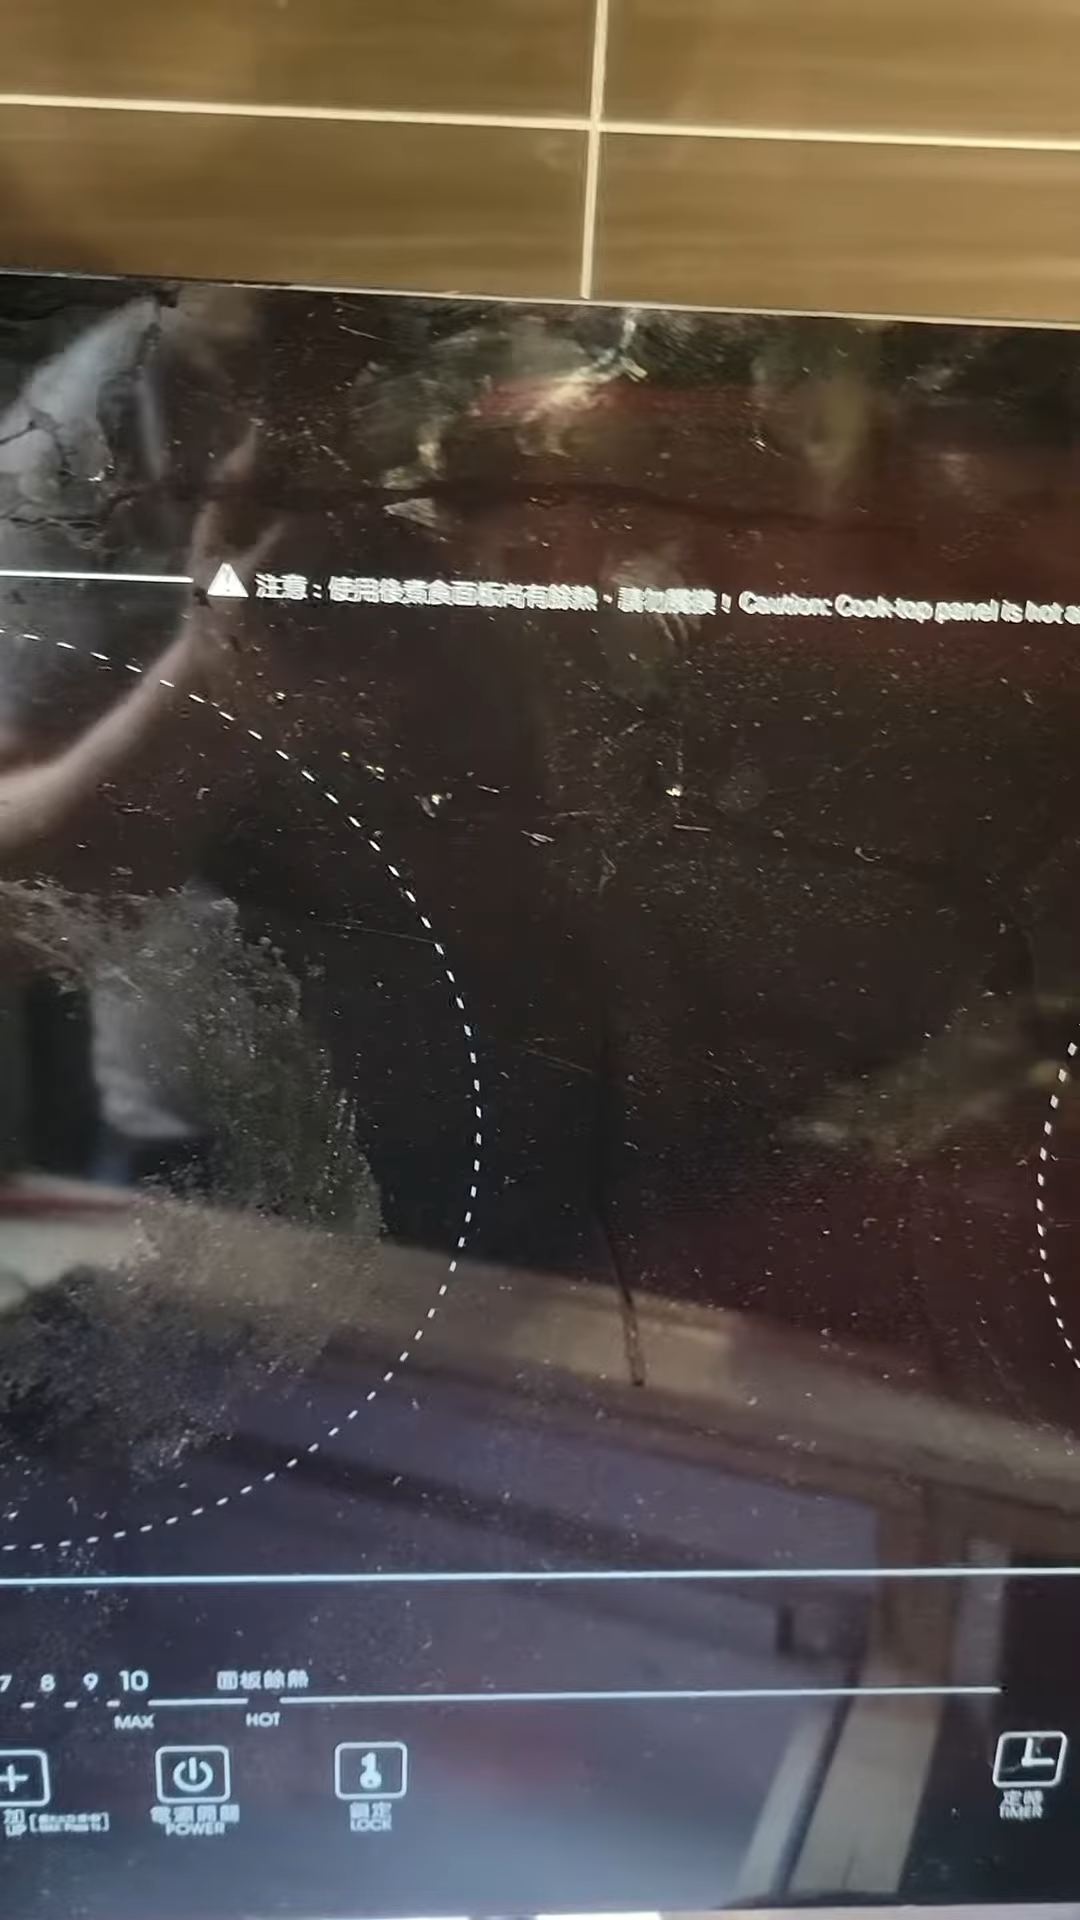 注意：使用後煮食面板尚有餘熱，請勿觸摸！ Caution: Cook-top panel is hot
7 8 9 10 面板餘熱
MAX HOT
加 電源開關 鎖定 定時
UP POWER LOCK TIMER